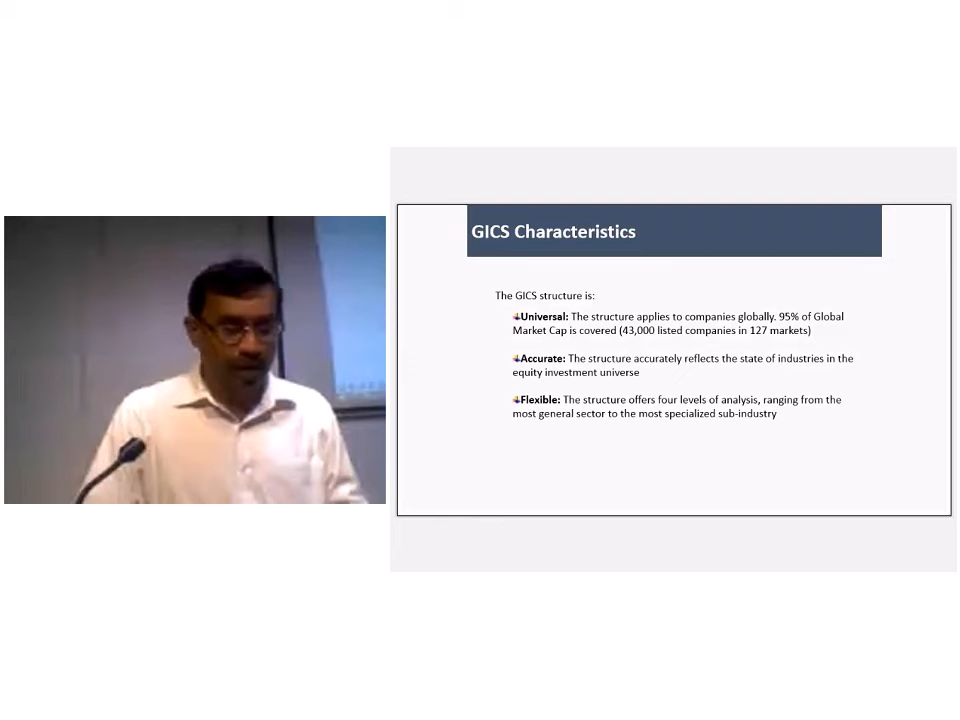 GICS Characteristics
The GICS structure is:
Universal: The structure applies to companies globally. 95% of Global
Market Cap is covered (43,000 listed companies in 127 markets)
Accurate: The structure accurately reflects the state of industries in the
equity investment universe
Flexible: The structure offers four levels of analysis, ranging from the
most general sector to the most specialized sub-industry